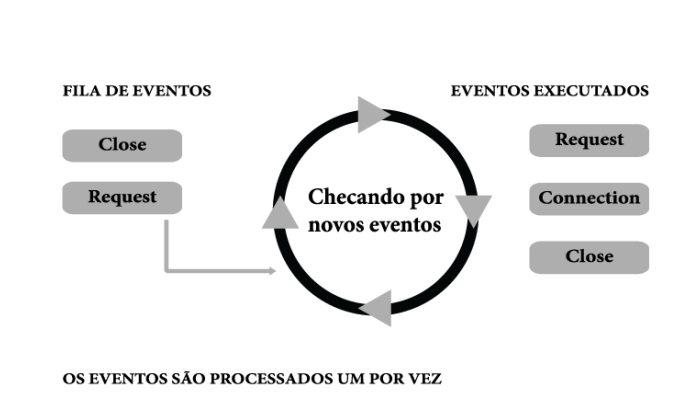 FILA DE EVENTOS
Close
Request
Checando por
novos eventos
EVENTOS EXECUTADOS
Request
Connection
Close
OS EVENTOS SÃO PROCESSADOS UM POR VEZ